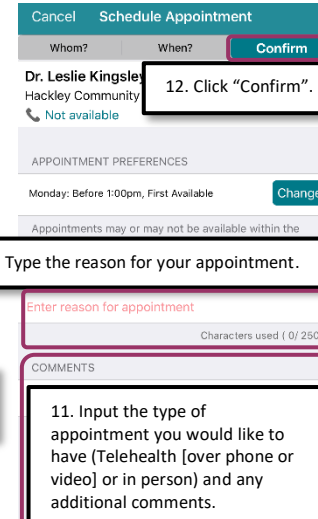 Cancel Schedule Appointment
Whom? When? Confirm
Dr. Leslie Kingsley
Hackley Community
Not available
12. Click “Confirm”.
APPOINTMENT PREFERENCES
Monday: Before 1:00pm, First Available Change
Appointments may or may not be available within the
Type the reason for your appointment.
Enter reason for appointment
Characters used ( 0/ 250
COMMENTS
11. Input the type of
appointment you would like to
have (Telehealth [over phone or
video] or in person) and any
additional comments.